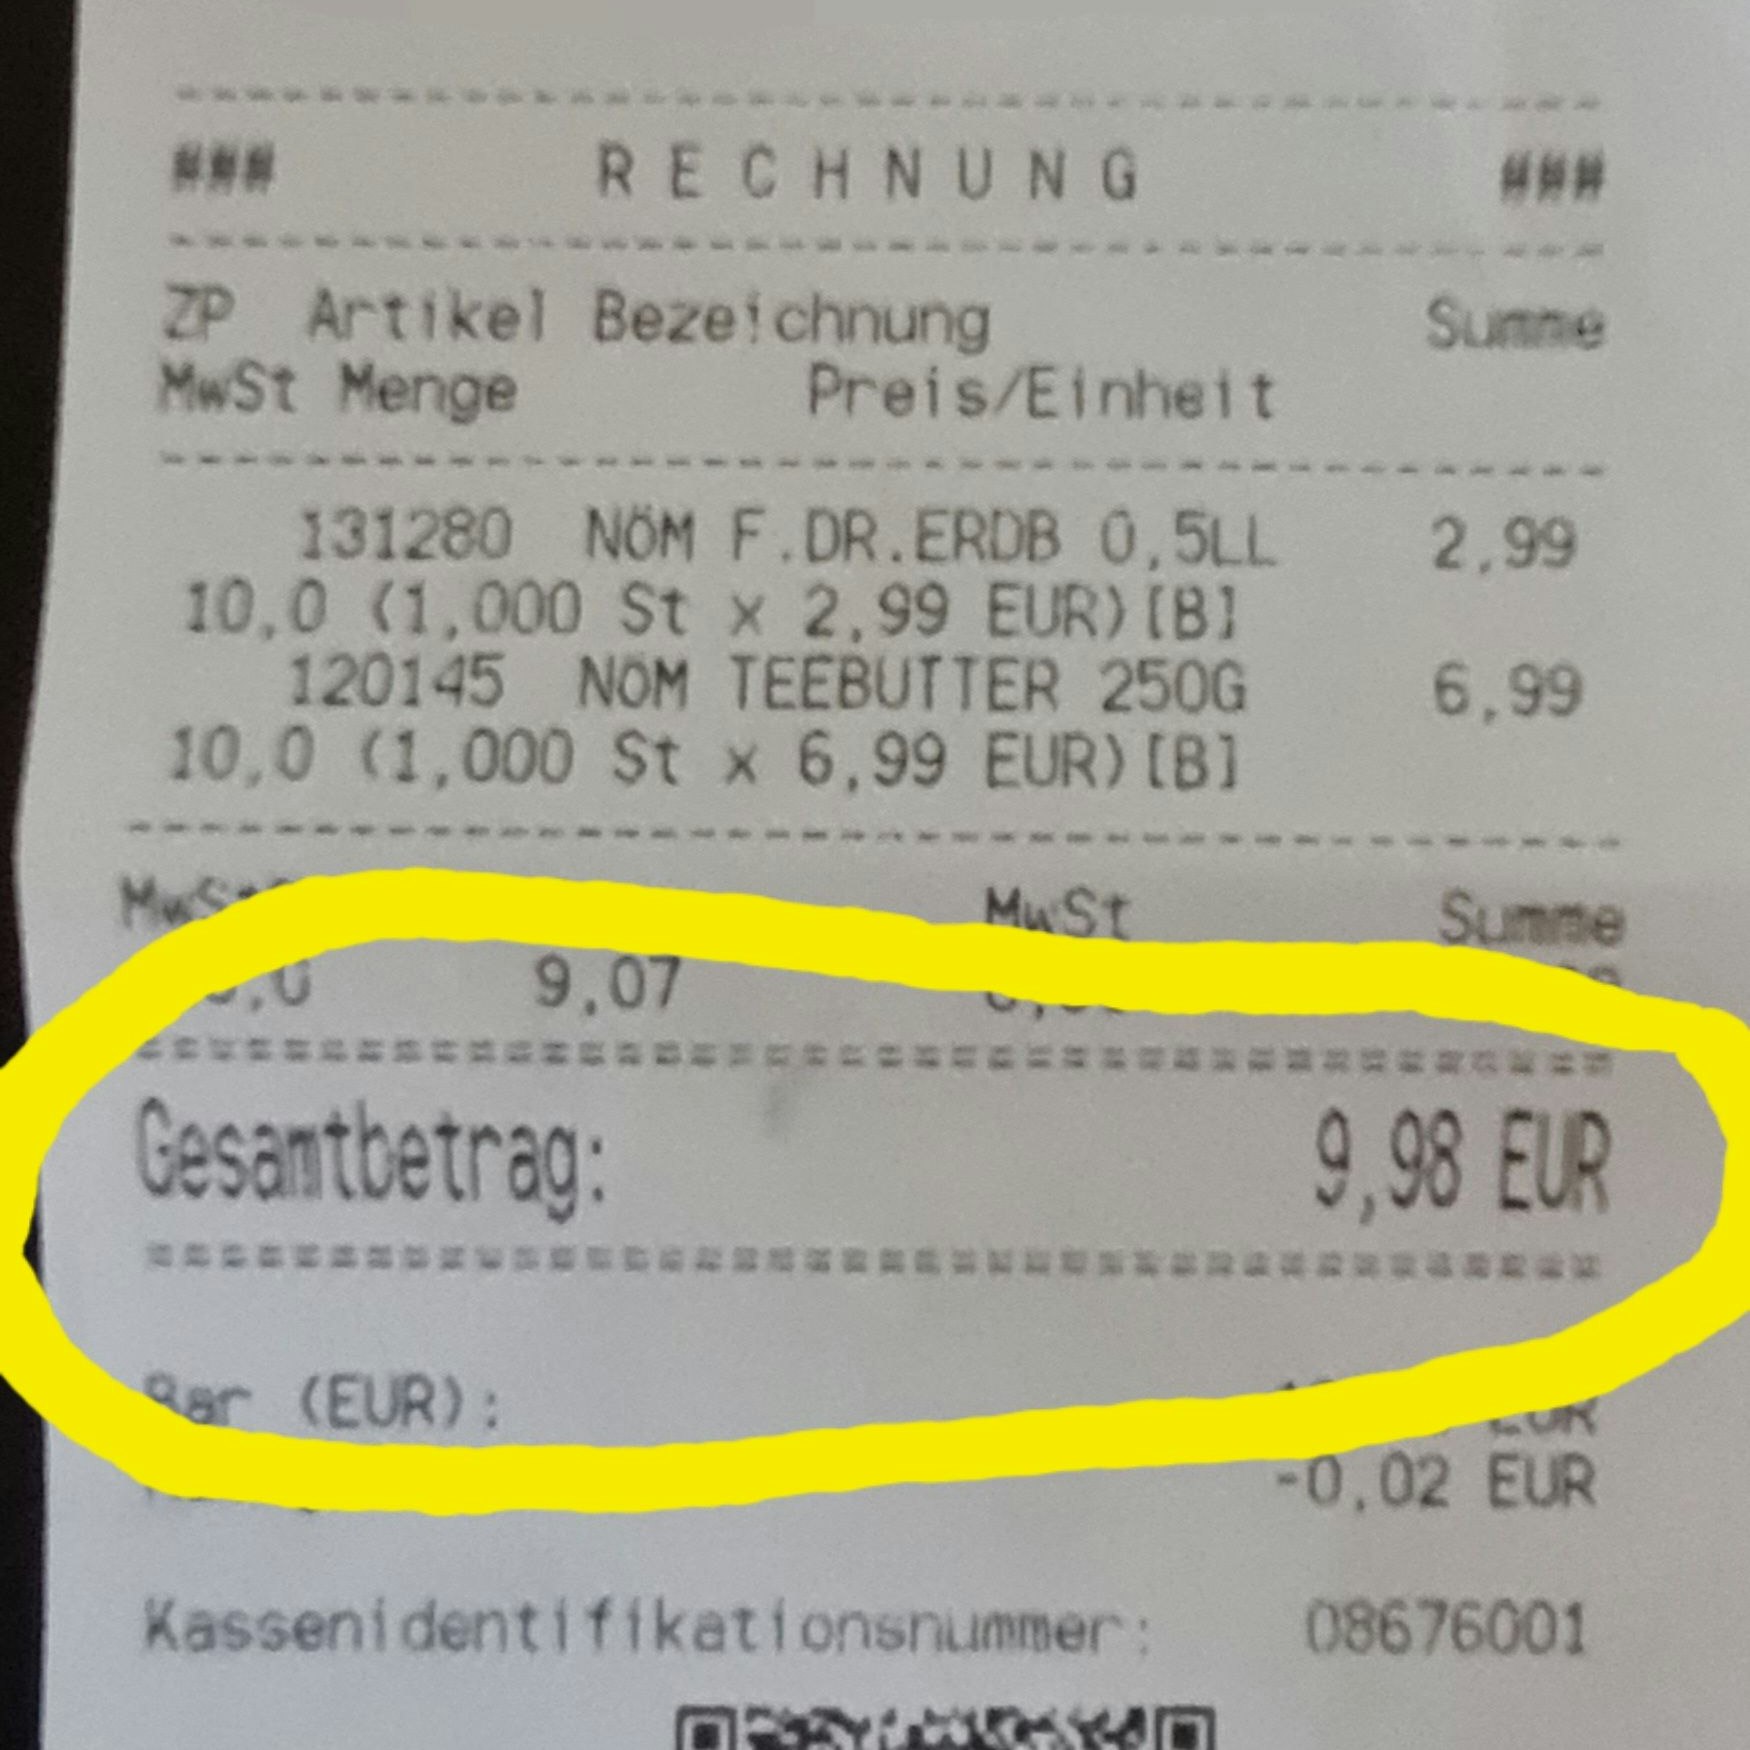 ### RECHNUNG ###
ZP Artikel Bezeichnung Summe
MwSt Menge Preis/Einheit
131280 NÖM F.DR.ERDB 0,5LL 2,99
10,0 (1,000 St x 2,99 EUR)[B]
120145 NÖM TEEBUTTER 250G 6,99
10,0 (1,000 St x 6,99 EUR)[B]
MwSt Summe
9,07
Gesamtbetrag: 9,98 EUR
Bar (EUR): EUR
-0,02 EUR
Kassenidentifikationsnummer: 08676001